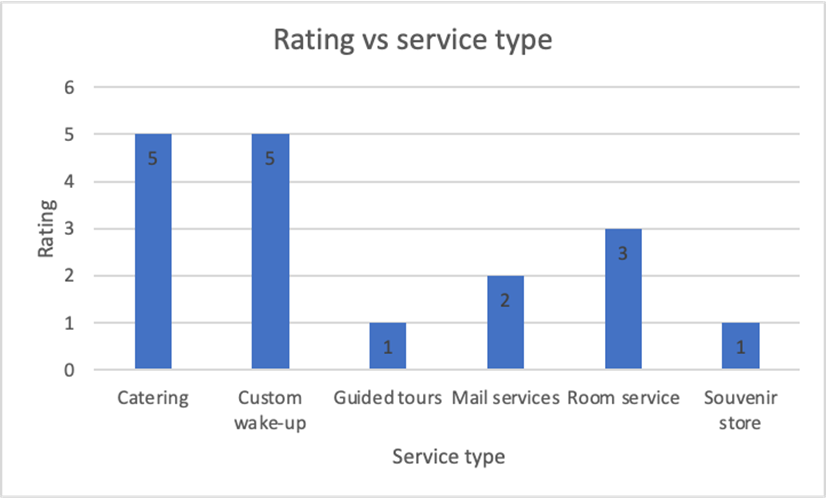 Rating vs service type
6
5
4
3
2
1
0
Rating
5
5
1
2
3
1
Catering
Custom wake-up
Guided tours
Mail services
Room service
Souvenir store
Service type